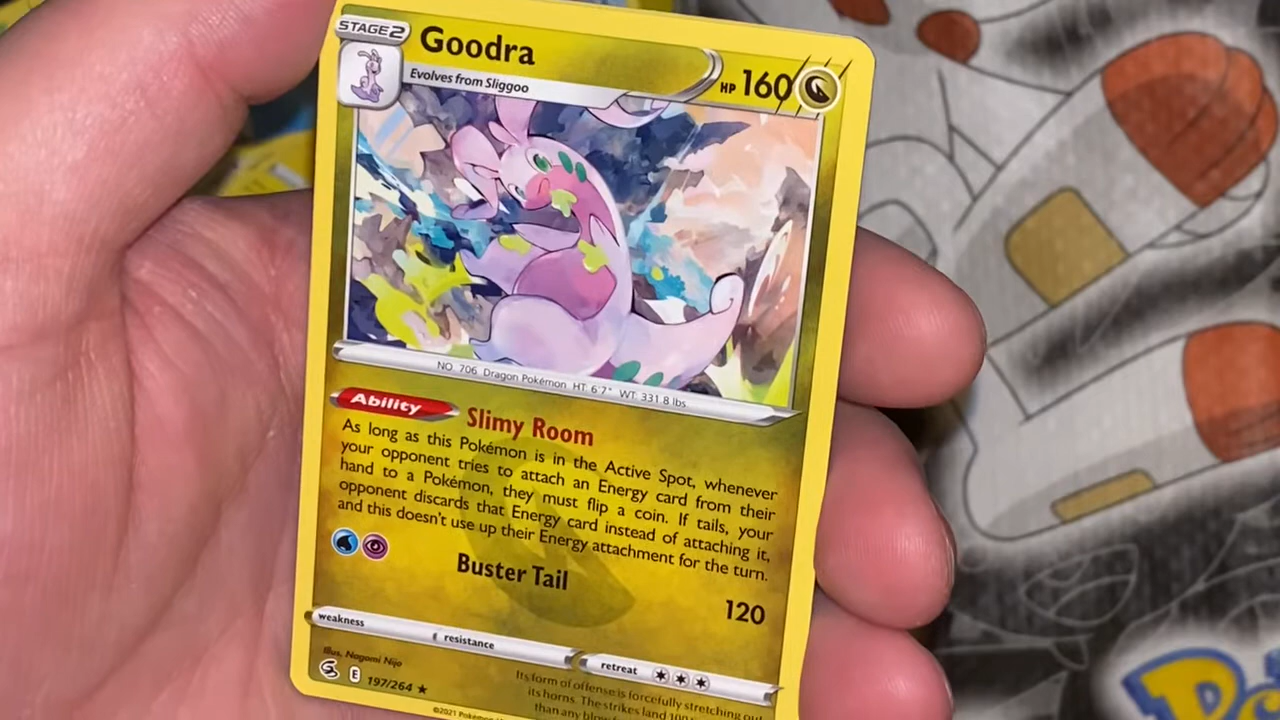 STAGE2
Goodra
HP 160
Evolves from Sliggoo
NO. 706 Dragon Pokémon HT: 6'7" WT: 331.8 lbs.
Ability
Slimy Room
As long as this Pokémon is in the Active Spot, whenever
your opponent tries to attach an Energy card from their
hand to a Pokémon, they must flip a coin. If tails, your
opponent discards that Energy card instead of attaching it,
and this doesn't use up their Energy attachment for the turn.
Buster Tail
120
weakness
resistance
retreat
Illus. Nagomi Nijo
E
197/264 ★
Its form of offense is forcefully stretching out
its horns. The strikes land 100
than any
©2021 Pokémon